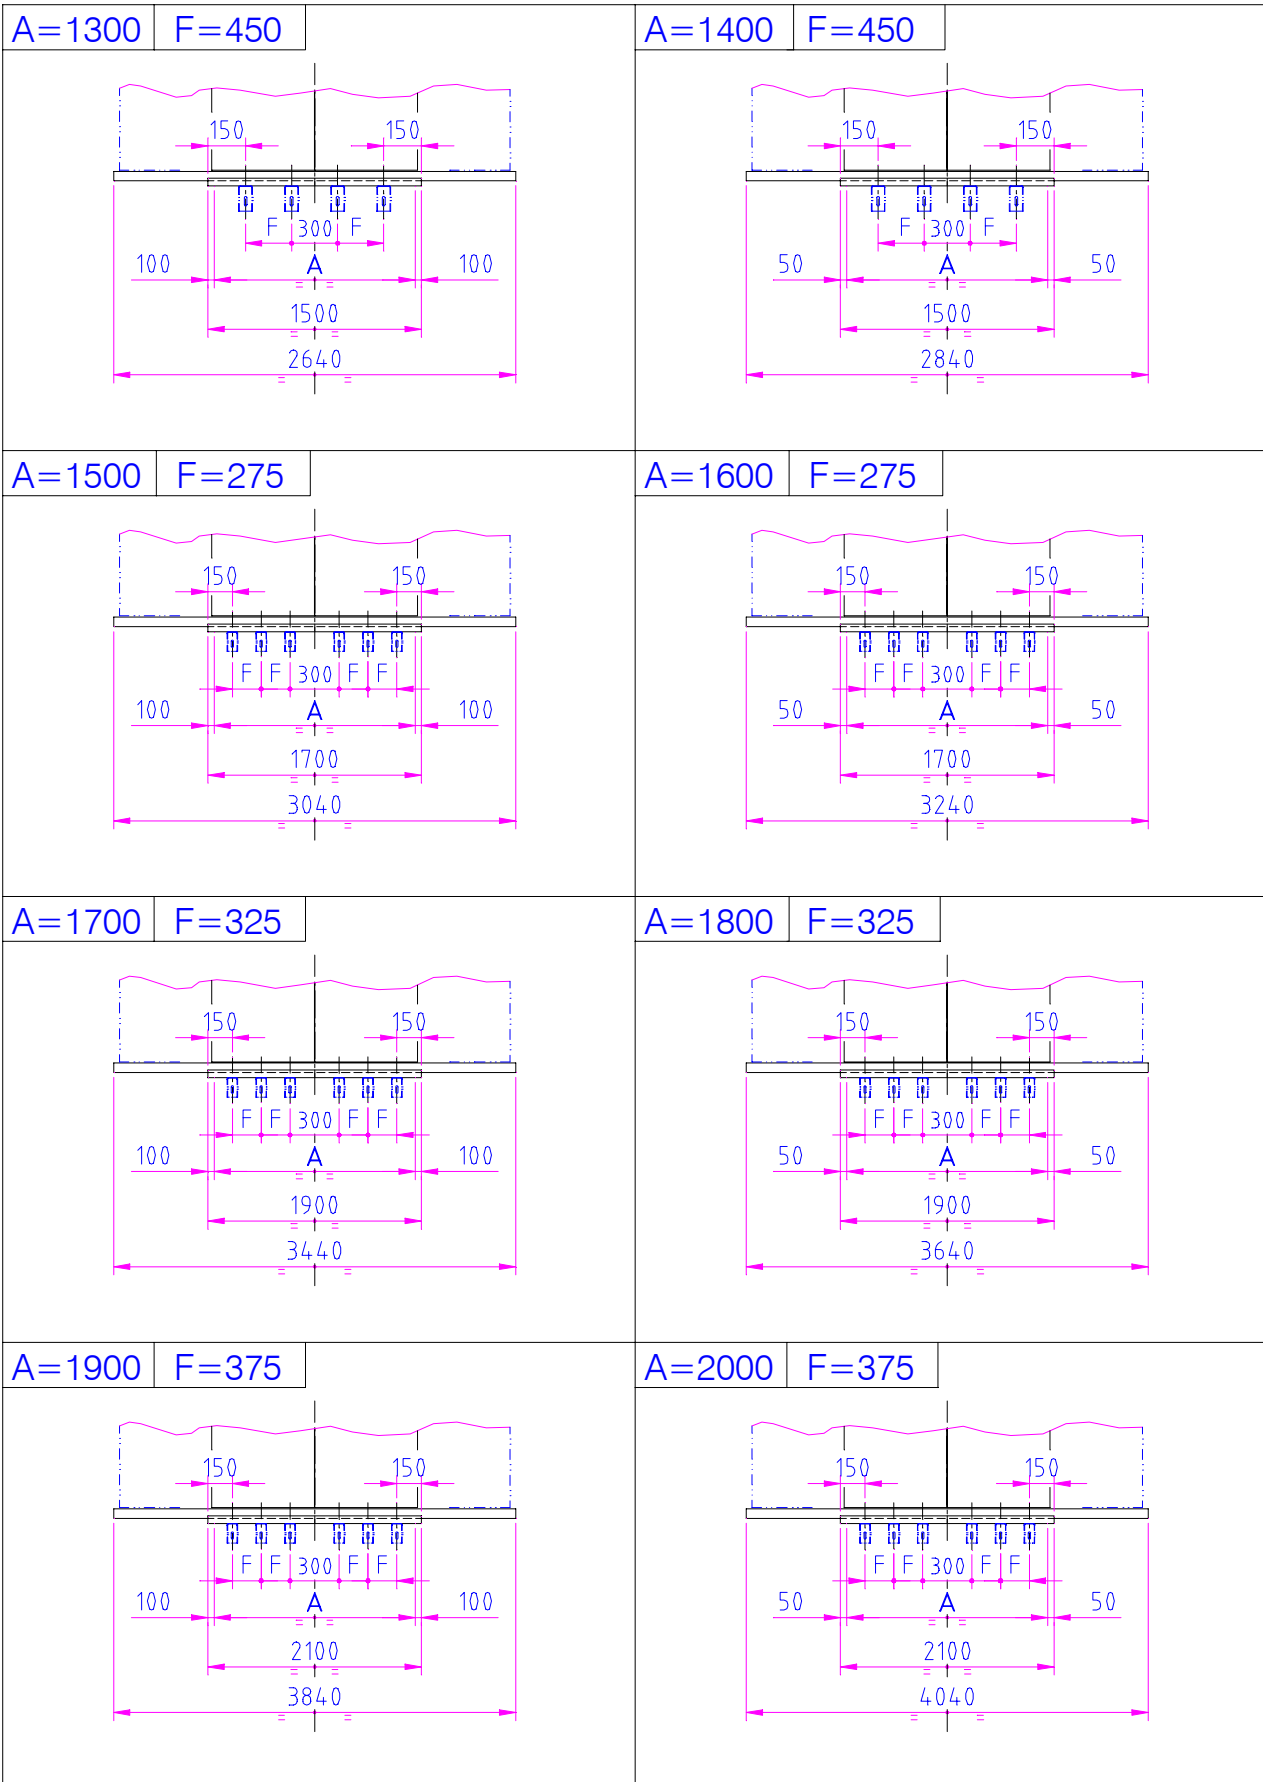 A=1300 F=450
150 150
F 300 F
100 A 100
= =
1500
= =
2640
= =
A=1400 F=450
150 150
F 300 F
50 A 50
= =
1500
= =
2840
= =
A=1500 F=275
150 150
F F 300 F F
100 A 100
= =
1700
= =
3040
= =
A=1600 F=275
150 150
F F 300 F F
50 A 50
= =
1700
= =
3240
= =
A=1700 F=325
150 150
F F 300 F F
100 A 100
= =
1900
= =
3440
= =
A=1800 F=325
150 150
F F 300 F F
50 A 50
= =
1900
= =
3640
= =
A=1900 F=375
150 150
F F 300 F F
100 A 100
= =
2100
= =
3840
= =
A=2000 F=375
150 150
F F 300 F F
50 A 50
= =
2100
= =
4040
= =